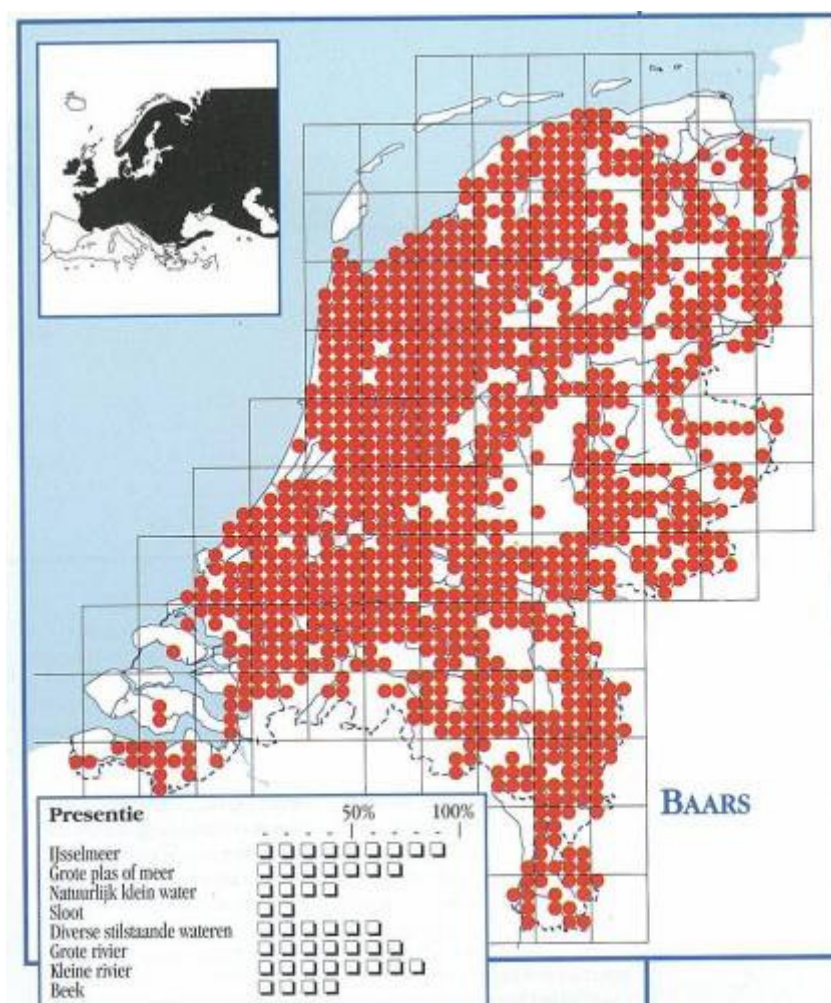 BAARS
Presentie 50% 100%
IJsselmeer
Grote plas of meer
Natuurlijk klein water
Sloot
Diverse stilstaande wateren
Grote rivier
Kleine rivier
Beek